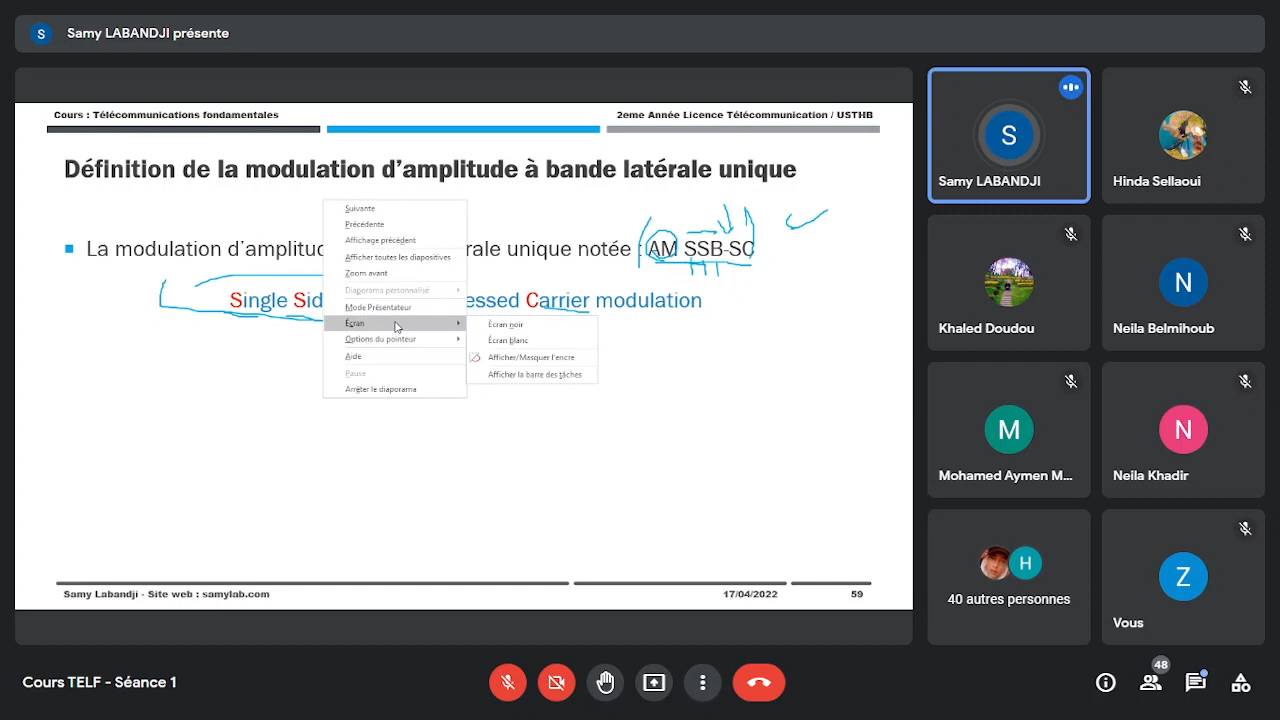 S Samy LABANDJI présente
Cours : Télécommunications fondamentales
2eme Année Licence Télécommunication / USTHB
Définition de la modulation d’amplitude à bande latérale unique
La modulation d’amplitud rale unique notée : AM SSB-SC
Single Sid essed Carrier modulation
Suivante
Précédente
Affichage précédent
Afficher toutes les diapositives
Zoom avant
Diaporama personnalisé
Mode Présentateur
Écran
Options du pointeur
Aide
Pause
Arrêter le diaporama
Écran noir
Écran blanc
Afficher/Masquer l'encre
Afficher la barre des tâches
Samy Labandji - Site web : samylab.com
17/04/2022
59
S
Samy LABANDJI
Hinda Sellaoui
Khaled Doudou
N
Neila Belmihoub
M
Mohamed Aymen M...
N
Neila Khadir
H
40 autres personnes
Z
Vous
Cours TELF - Séance 1
48